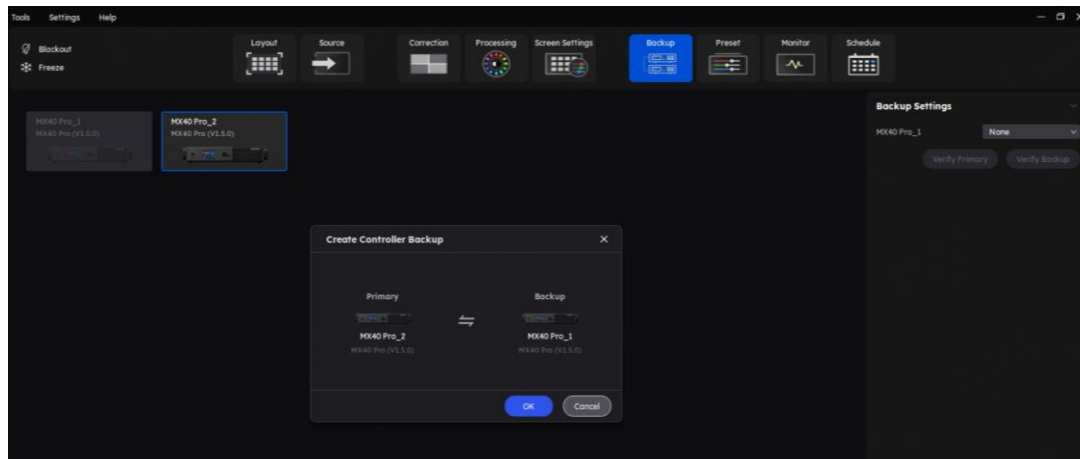 Tools Settings Help
Blackout
Freeze
Layout Source Correction Processing Screen Settings Backup Preset Monitor Schedule
MX40 Pro_1
MX40 Pro (V1.5.0)
MX40 Pro_2
MX40 Pro (V1.5.0)
Backup Settings
MX40 Pro_1 None
Verify Primary Verify Backup
Create Controller Backup
Primary Backup
MX40 Pro_2 MX40 Pro_1
MX40 Pro (V1.5.0) MX40 Pro (V1.5.0)
OK Cancel